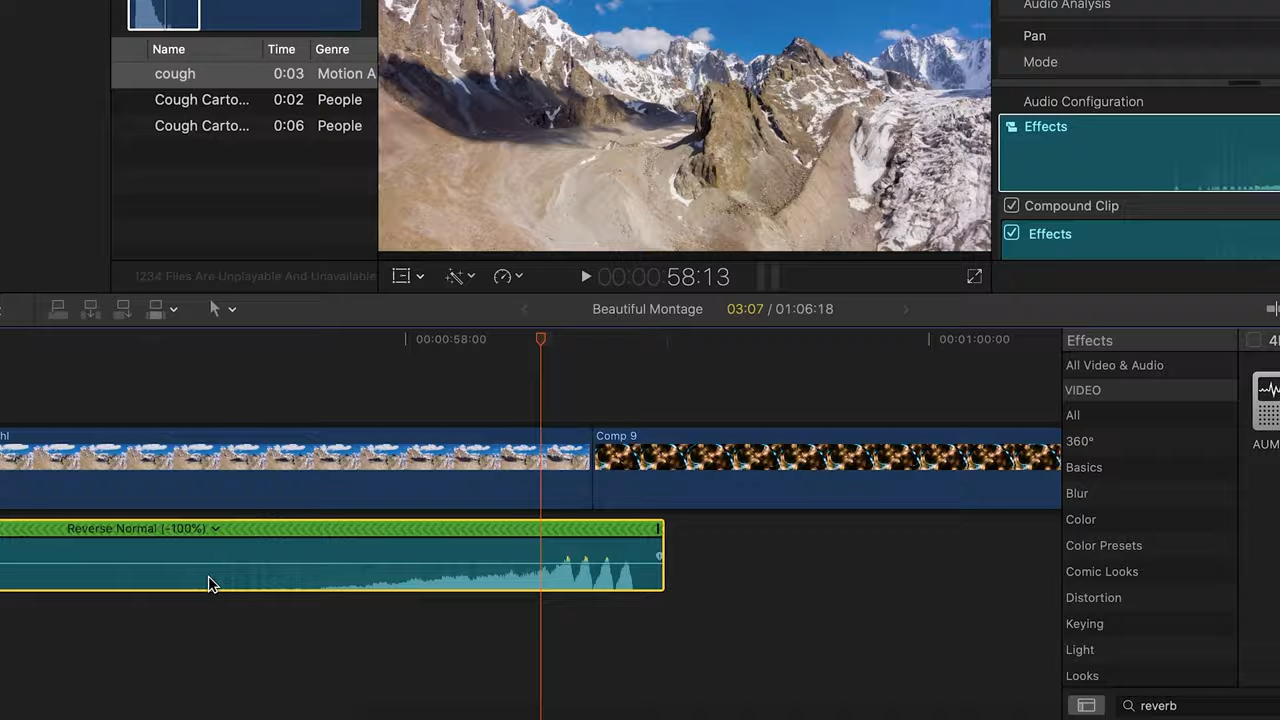 Audio Analysis
Name Time Genre
Pan
cough 0:03 Motion A
Mode
Cough Carto... 0:02 People
Audio Configuration
Cough Carto... 0:06 People
Effects
Compound Clip
Effects
1234 Files Are Unplayable And Unavailable
00:00:58:13
Beautiful Montage 03:07 / 01:06:18
00:00:58:00 00:01:00:00
Effects
All Video & Audio
VIDEO
All
AUM
hl
Comp 9
360°
Basics
Blur
Color
Reverse Normal (-100%)
Color Presets
Comic Looks
Distortion
Keying
Light
Looks
reverb